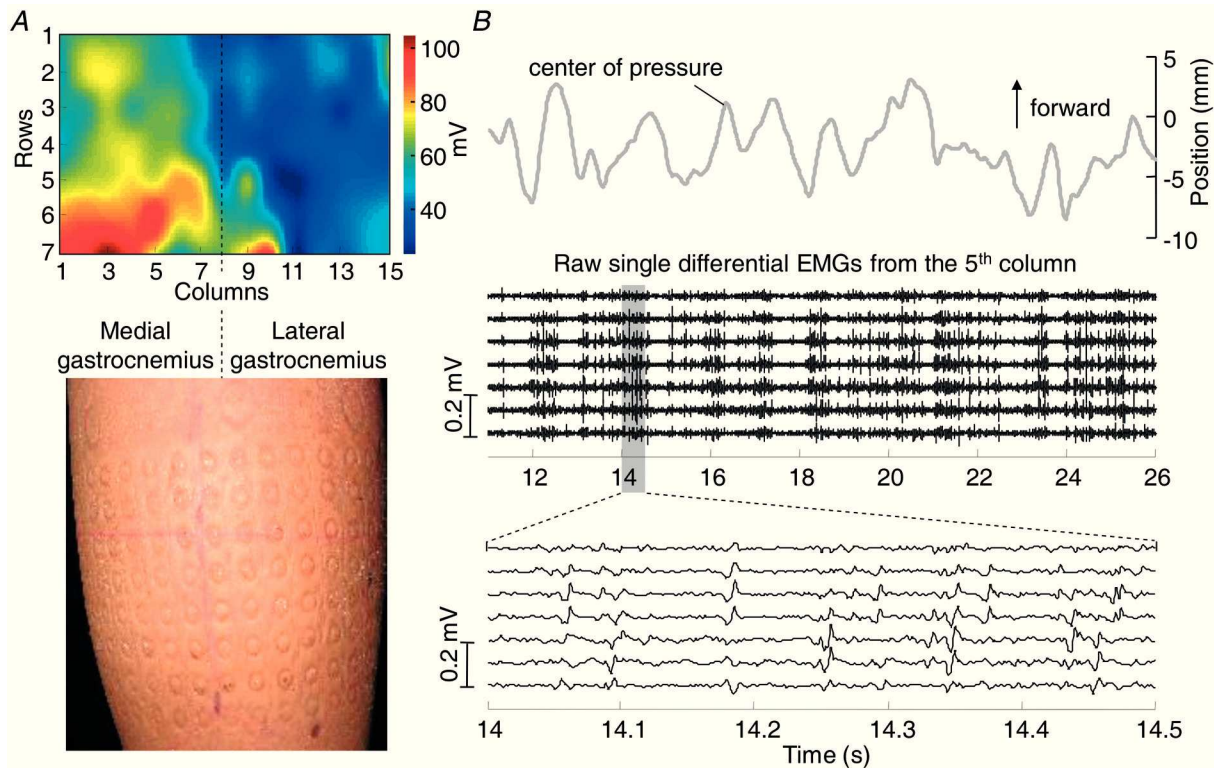 A
1
2
3
4
5
6
7
Rows
1 3 5 7 9 11 13 15
Columns
100
80
60
40
mV
Medial
gastrocnemius
Lateral
gastrocnemius
B
center of pressure
forward
5
0
-5
-10
Position (mm)
Raw single differential EMGs from the 5th column
0.2 mV
12 14 16 18 20 22 24 26
0.2 mV
14 14.1 14.2 14.3 14.4 14.5
Time (s)